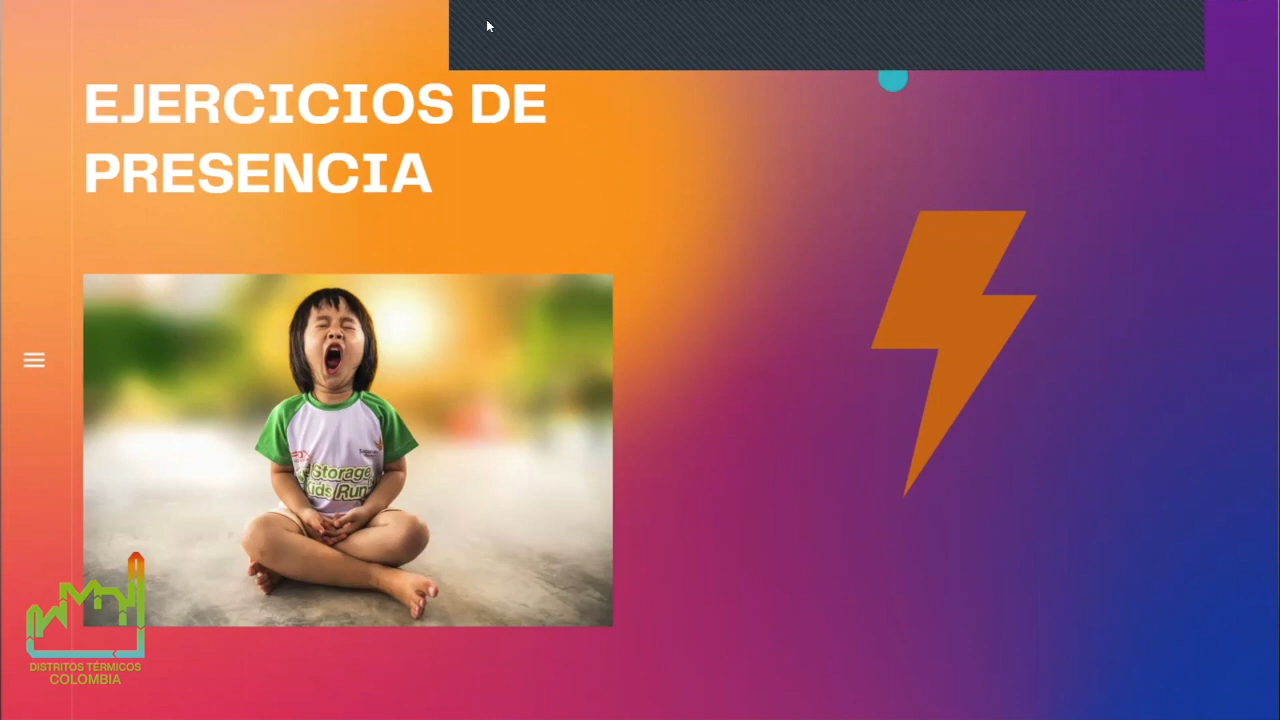 EJERCICIOS DE
PRESENCIA
Storage
Kids Run
DISTRITOS TÉRMICOS
COLOMBIA